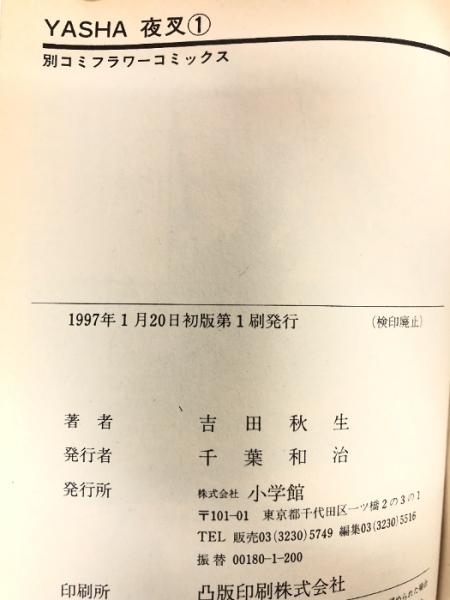 YASHA 夜叉①
別コミフラワーコミックス
1997年1月20日初版第1刷発行 (検印廃止)
著者 吉田秋生
発行者 千葉和治
発行所 株式会社 小学館
〒101-01 東京都千代田区一ツ橋2の3の1
TEL 販売03(3230)5749 編集03(3230)5516
振替 00180-1-200
印刷所 凸版印刷株式会社